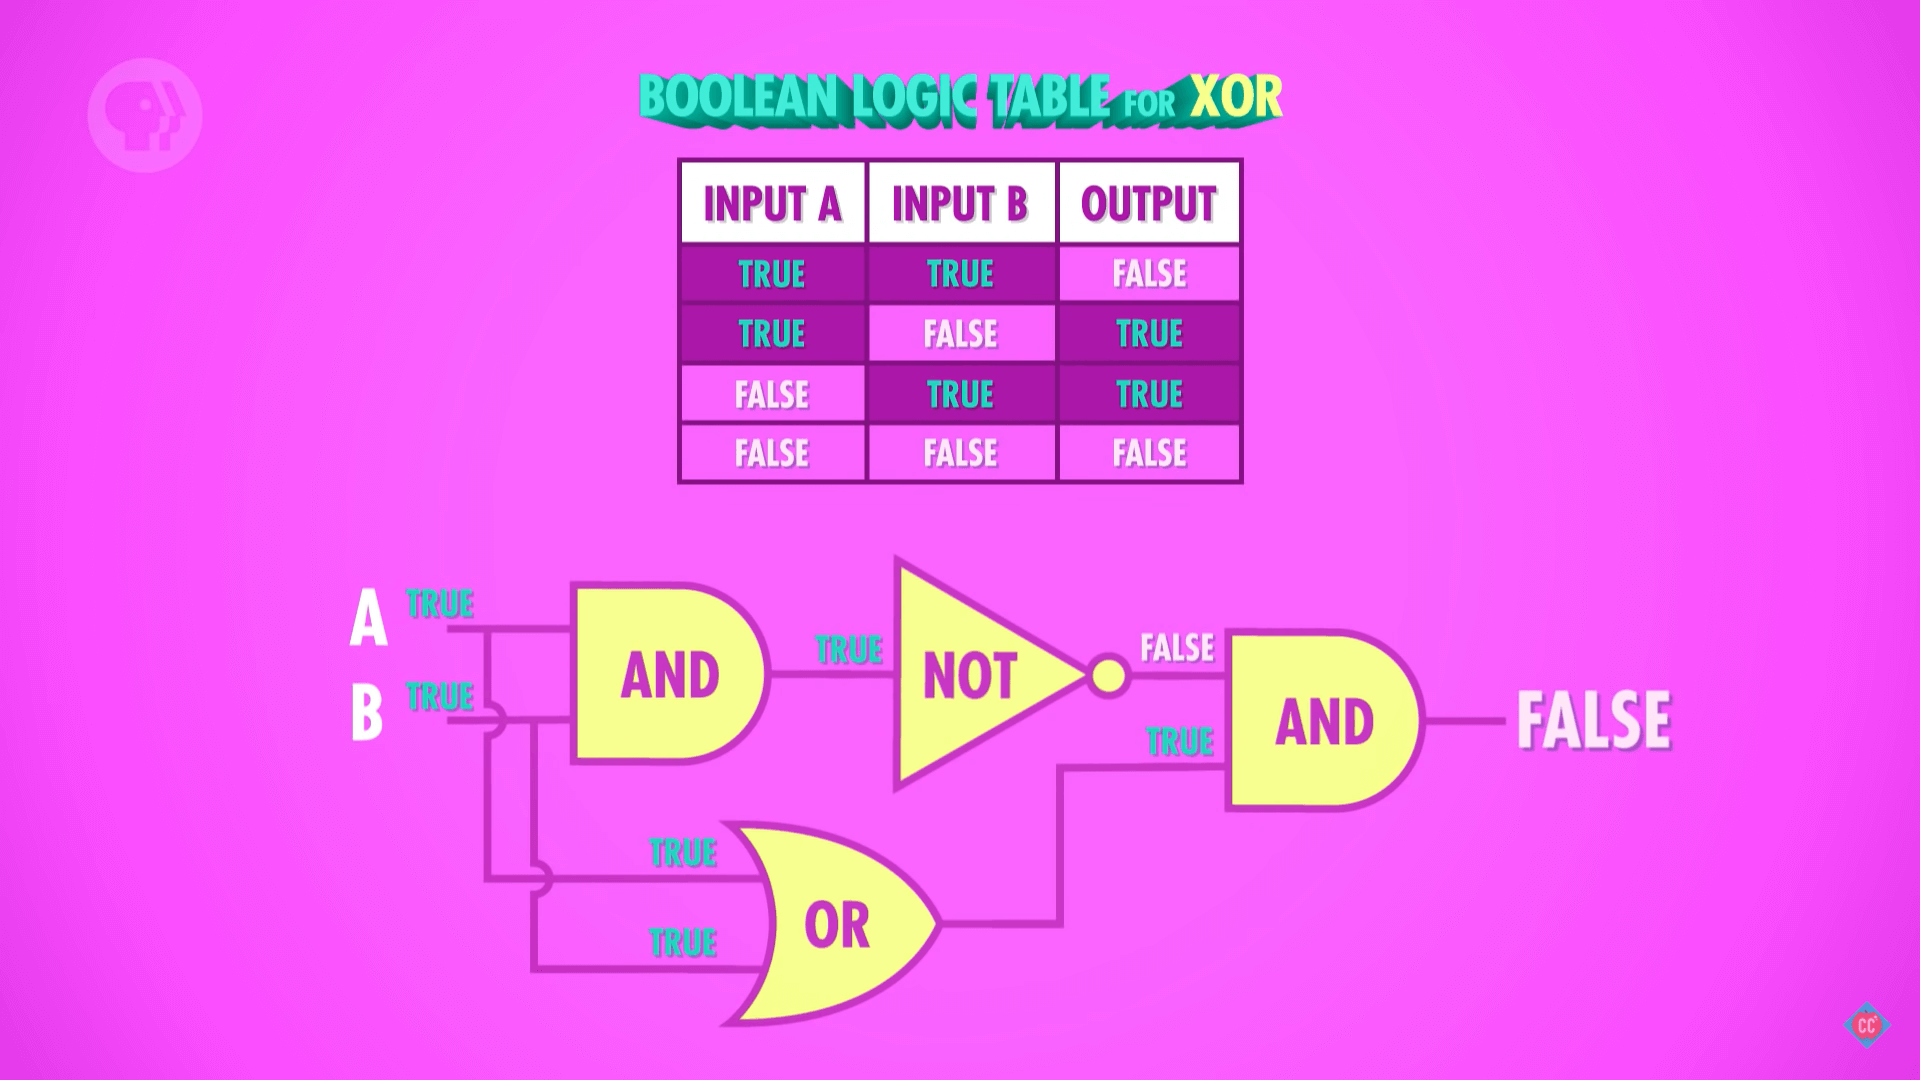 BOOLEAN LOGIC TABLE FOR XOR
INPUT A INPUT B OUTPUT
TRUE TRUE FALSE
TRUE FALSE TRUE
FALSE TRUE TRUE
FALSE FALSE FALSE
A TRUE
B TRUE
AND
TRUE
NOT
FALSE
TRUE
AND
FALSE
TRUE
TRUE
OR
CC